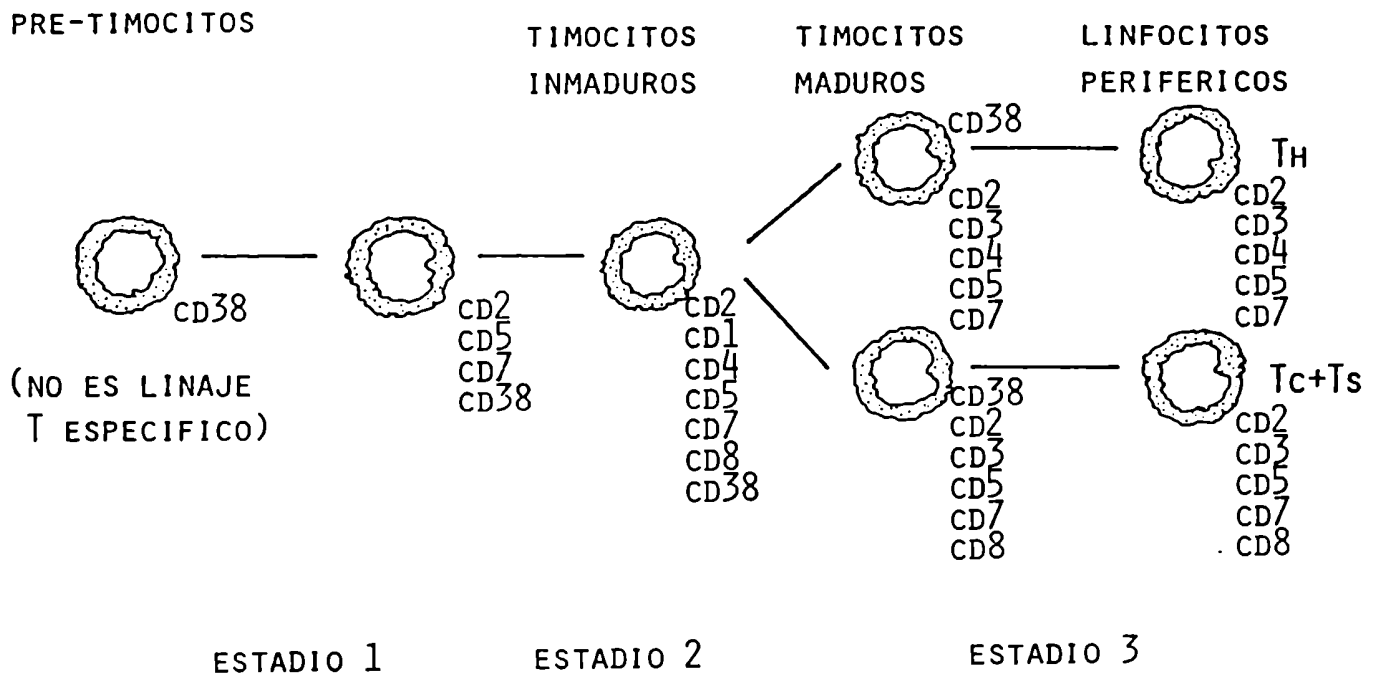 PRE-TIMOCITOS
TIMOCITOS
INMADUROS
TIMOCITOS
MADUROS
LINFOCITOS
PERIFERICOS
CD38
(NO ES LINAJE
T ESPECIFICO)
CD2
CD5
CD7
CD38
CD2
CD1
CD4
CD5
CD7
CD8
CD38
CD38
CD2
CD3
CD4
CD5
CD7
TH
CD2
CD3
CD4
CD5
CD7
CD38
CD2
CD3
CD5
CD7
CD8
Tc+Ts
CD2
CD3
CD5
CD7
CD8
ESTADIO 1
ESTADIO 2
ESTADIO 3